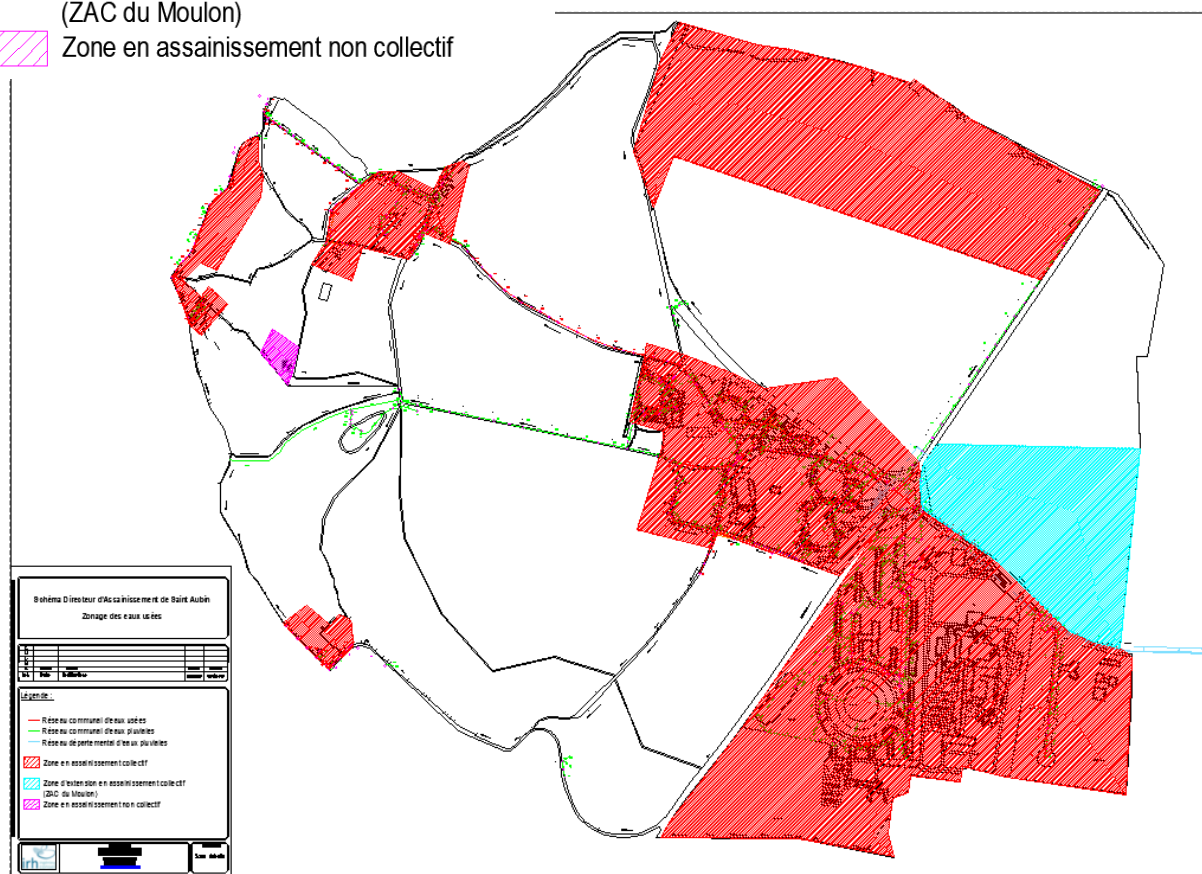 (ZAC du Moulon)
Zone en assainissement non collectif
Schéma Directeur d'Assainissement de Saint Aubin
Zonage des eaux usées
Légende :
Réseau communal d'eaux usées
Réseau communal d'eaux pluviales
Réseau départemental d'eaux pluviales
Zone en assainissement collectif
Zone d'extension en assainissement collectif
(ZAC du Moulon)
Zone en assainissement non collectif
irh